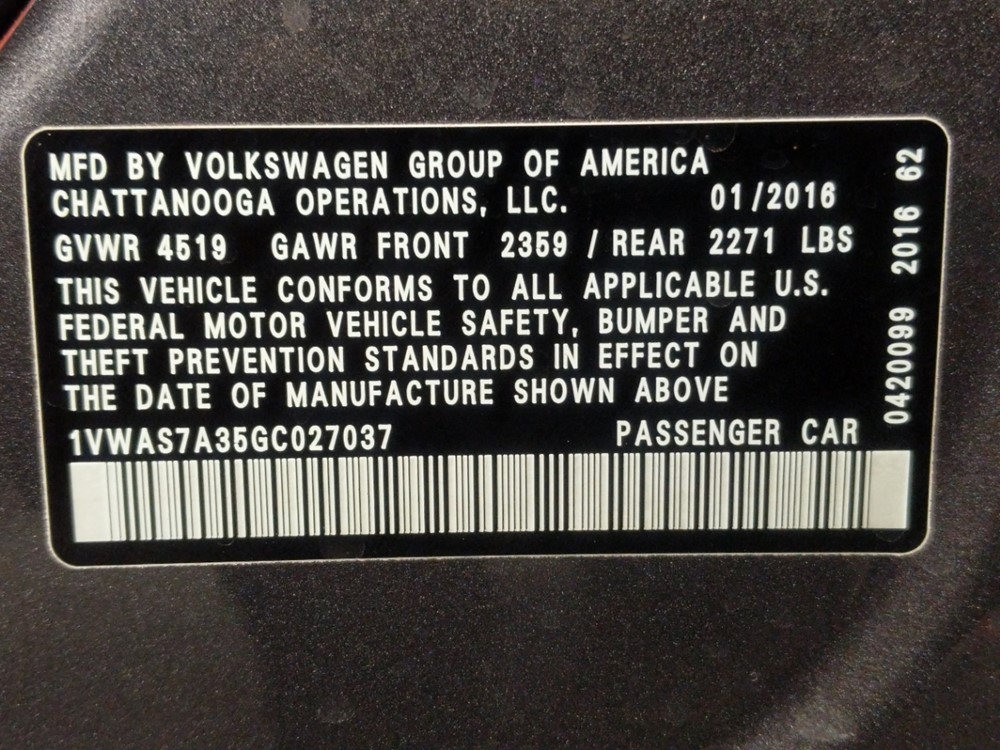 MFD BY VOLKSWAGEN GROUP OF AMERICA
CHATTANOOGA OPERATIONS, LLC. 01/2016
GVWR 4519 GAWR FRONT 2359 / REAR 2271 LBS
THIS VEHICLE CONFORMS TO ALL APPLICABLE U.S.
FEDERAL MOTOR VEHICLE SAFETY, BUMPER AND
THEFT PREVENTION STANDARDS IN EFFECT ON
THE DATE OF MANUFACTURE SHOWN ABOVE
1VWAS7A35GC027037 PASSENGER CAR
0420099 2016 62